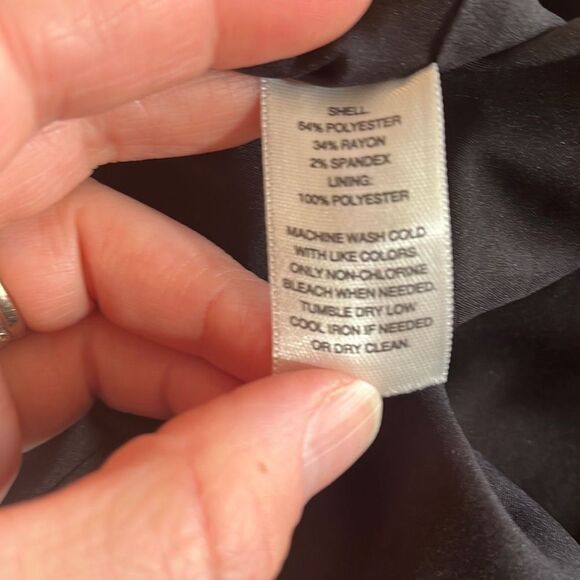 SHELL
64% POLYESTER
34% RAYON
2% SPANDEX
LINING:
100% POLYESTER
MACHINE WASH COLD
WITH LIKE COLORS,
ONLY NON-CHLORINE
BLEACH WHEN NEEDED.
TUMBLE DRY LOW
COOL IRON IF NEEDED
OR DRY CLEAN.